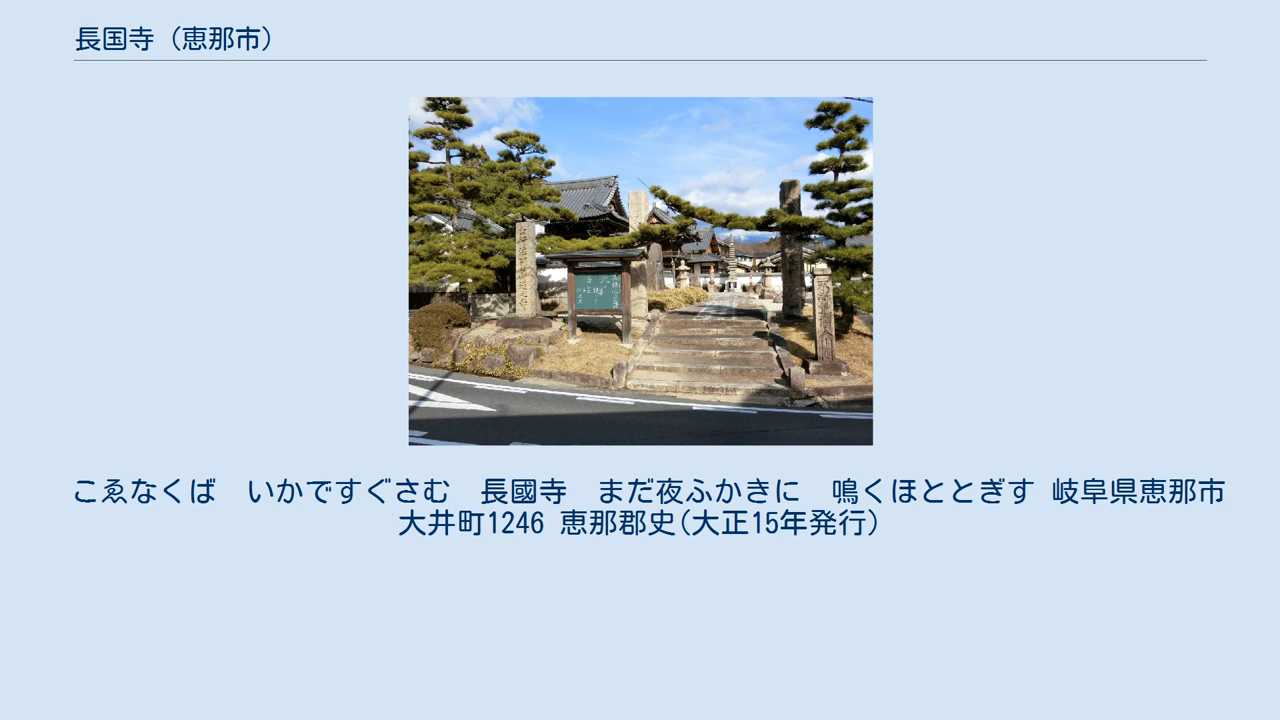 長国寺（恵那市）
こゑなくば　いかですぐさむ　長國寺　まだ夜ふかきに　鳴くほととぎす 岐阜県恵那市
大井町1246 恵那郡史(大正15年発行)